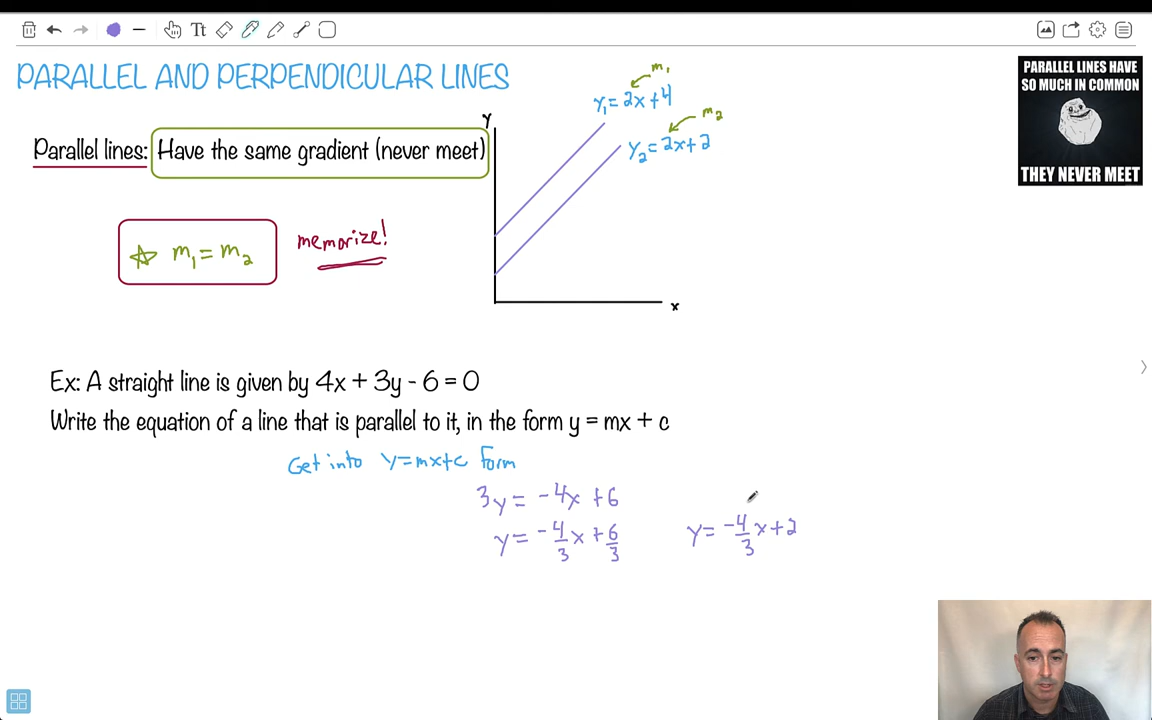 Tt
PARALLEL AND PERPENDICULAR LINES
PARALLEL LINES HAVE
SO MUCH IN COMMON
THEY NEVER MEET
m₁
y₁=2x+4
m₂
y₂=2x+2
Y
Parallel lines: Have the same gradient (never meet)
m₁=m₂
memorize!
x
Ex: A straight line is given by 4x + 3y - 6 = 0
Write the equation of a line that is parallel to it, in the form y = mx + c
Get into y=mx+c form
3y = -4x +6
y = -4/3 x + 6/3
y= -4/3 x+2